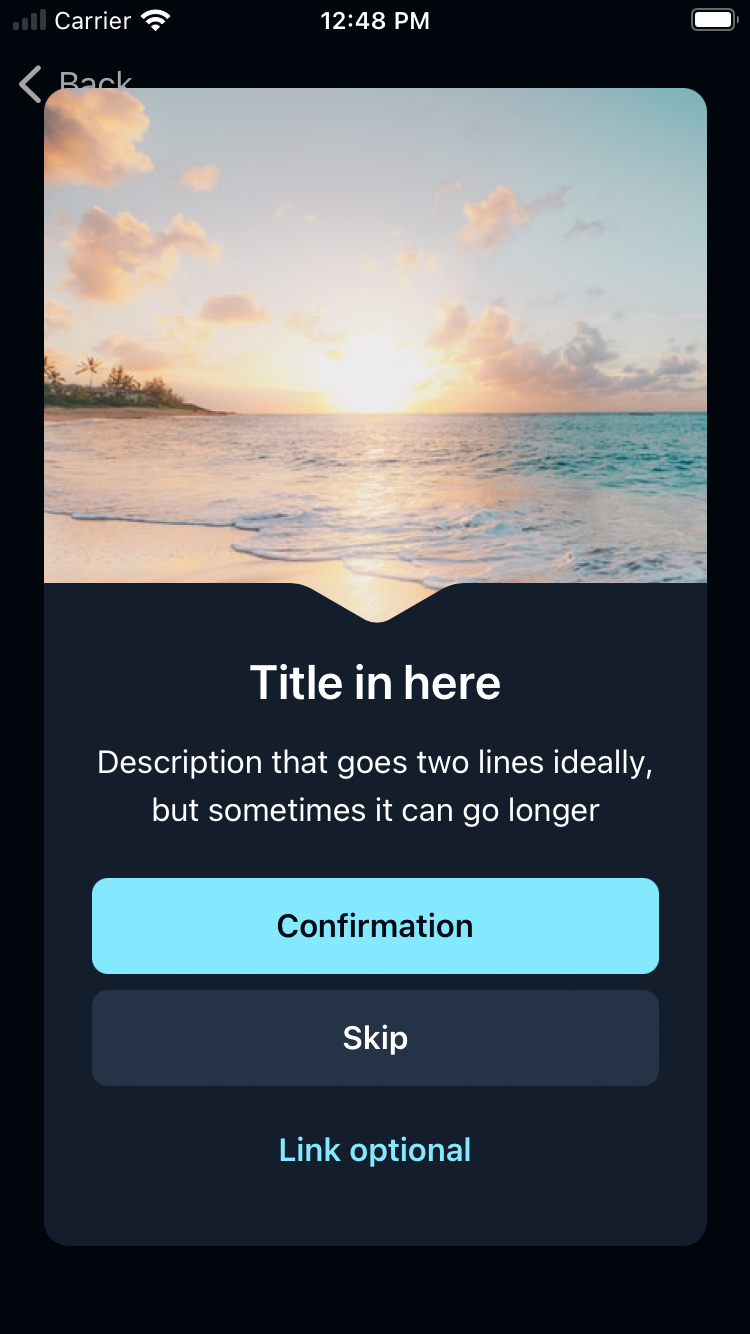 Carrier 12:48 PM
Back
Title in here
Description that goes two lines ideally,
but sometimes it can go longer
Confirmation
Skip
Link optional